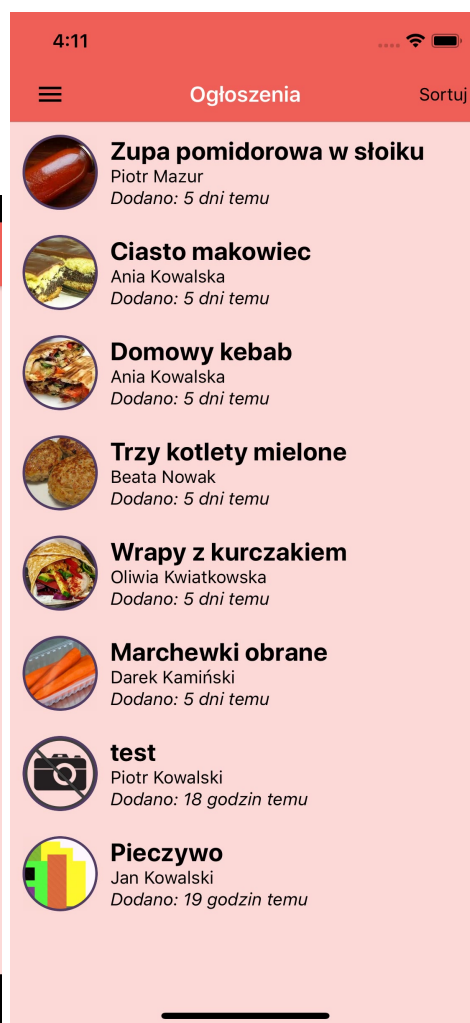 4:11
Ogłoszenia
Sortuj
Zupa pomidorowa w słoiku
Piotr Mazur
Dodano: 5 dni temu
Ciasto makowiec
Ania Kowalska
Dodano: 5 dni temu
Domowy kebab
Ania Kowalska
Dodano: 5 dni temu
Trzy kotlety mielone
Beata Nowak
Dodano: 5 dni temu
Wrapy z kurczakiem
Oliwia Kwiatkowska
Dodano: 5 dni temu
Marchewki obrane
Darek Kamiński
Dodano: 5 dni temu
test
Piotr Kowalski
Dodano: 18 godzin temu
Pieczywo
Jan Kowalski
Dodano: 19 godzin temu